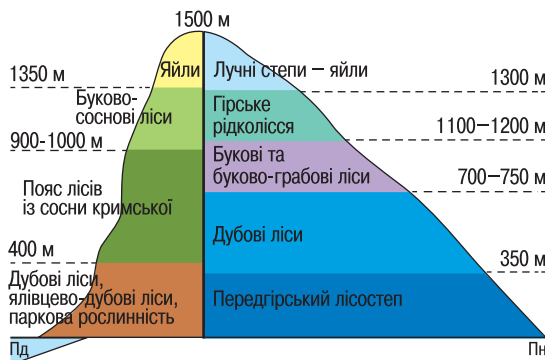 1500 м
1350 м
Яйли
Буково-
соснові ліси
900-1000 м
Пояс лісів
із сосни кримської
400 м
Дубові ліси,
ялівцево-дубові ліси,
паркова рослинність
Пд
Лучні степи – яйли
1300 м
Гірське
рідколісся
1100–1200 м
Букові та
буково-грабові ліси
700–750 м
Дубові ліси
350 м
Передгірський лісостеп
Пн